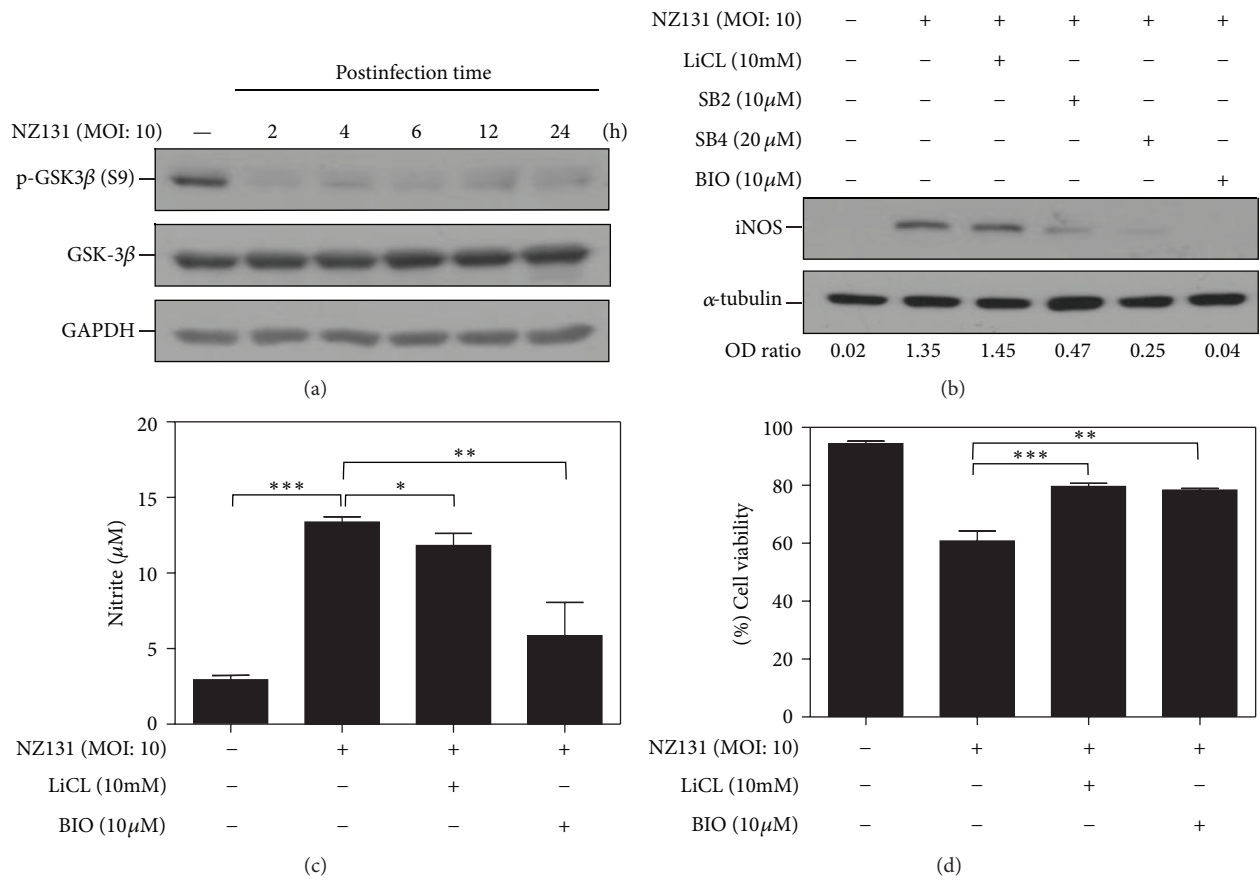 Postinfection time
NZ131 (MOI: 10) — 2 4 6 12 24 (h)
p-GSK3β (S9)
GSK-3β
GAPDH
(a)
NZ131 (MOI: 10) − + + + + +
LiCL (10mM) − − + − − −
SB2 (10μM) − − − + − −
SB4 (20 μM) − − − − + −
BIO (10μM) − − − − − +
iNOS
α-tubulin
OD ratio 0.02 1.35 1.45 0.47 0.25 0.04
(b)
20
15
10
5
0
Nitrite (μM)
***
*
**
NZ131 (MOI: 10) − + + +
LiCL (10mM) − − + −
BIO (10μM) − − − +
(c)
100
80
60
40
20
0
(%) Cell viability
***
**
NZ131 (MOI: 10) − + + +
LiCL (10mM) − − + −
BIO (10μM) − − − +
(d)